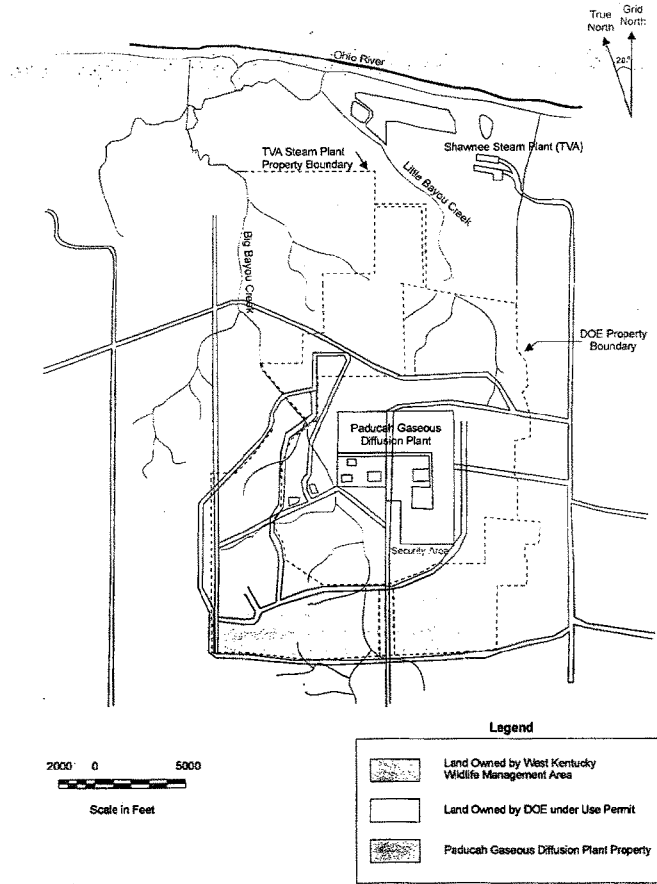 True
North
Grid
North
20°
Ohio River
Shawnee Steam Plant (TVA)
TVA Steam Plant
Property Boundary
Little Bayou Creek
Big Bayou Creek
DOE Property
Boundary
Paducah Gaseous
Diffusion Plant
Security Area
Legend
2000 0 5000
Scale in Feet
Land Owned by West Kentucky
Wildlife Management Area
Land Owned by DOE under Use Permit
Paducah Gaseous Diffusion Plant Property